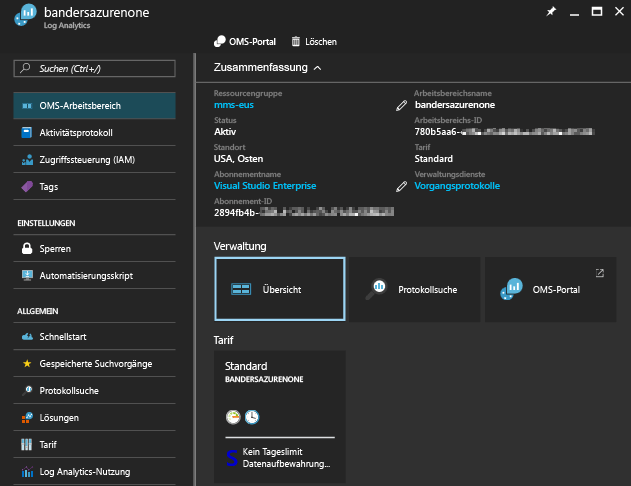 bandersazurenone
Log Analytics
OMS-Portal
Löschen
Suchen (Ctrl+/)
OMS-Arbeitsbereich
Aktivitätsprotokoll
Zugriffssteuerung (IAM)
Tags
EINSTELLUNGEN
Sperren
Automatisierungsskript
ALLGEMEIN
Schnellstart
Gespeicherte Suchvorgänge
Protokollsuche
Lösungen
Tarif
Log Analytics-Nutzung
Zusammenfassung
Ressourcengruppe
mms-eus
Status
Aktiv
Standort
USA, Osten
Abonnementname
Visual Studio Enterprise
Abonnement-ID
2894fb4b-
Arbeitsbereichsname
bandersazurenone
Arbeitsbereichs-ID
780b5aa6-
Tarif
Standard
Verwaltungsdienste
Vorgangsprotokolle
Verwaltung
Übersicht
Protokollsuche
OMS-Portal
Tarif
Standard
BANDERSAZURENONE
S
Kein Tageslimit
Datenaufbewahrung...